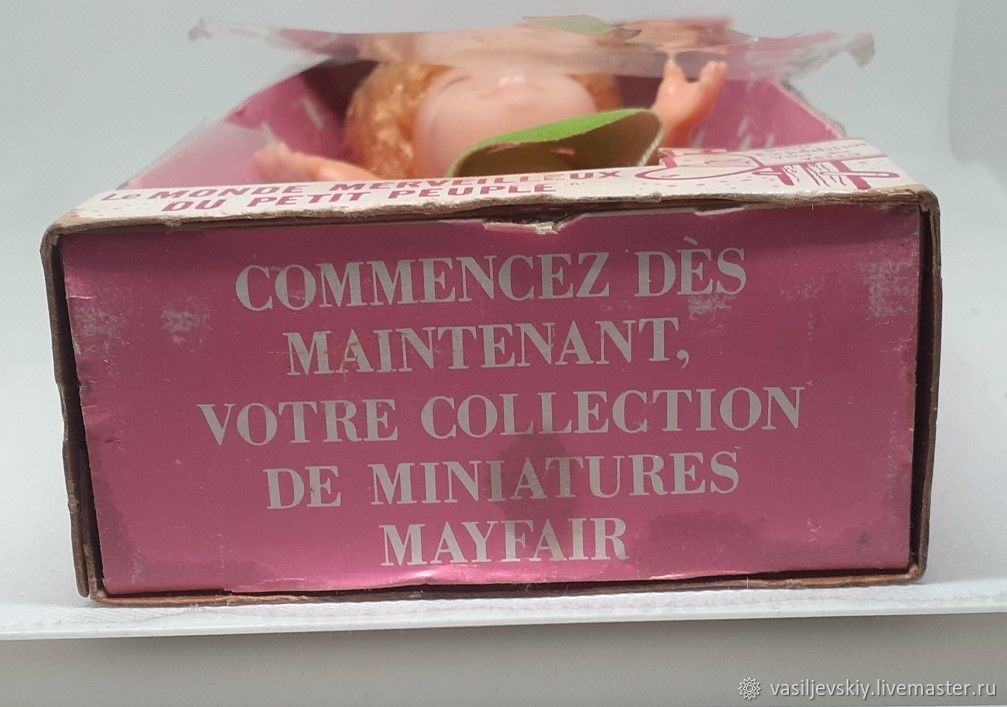 Le MONDE MERVEILLEUX
DU PETIT PEUPLE
COMMENCEZ DÈS
MAINTENANT,
VOTRE COLLECTION
DE MINIATURES
MAYFAIR
vasiljevskiy.livemaster.ru